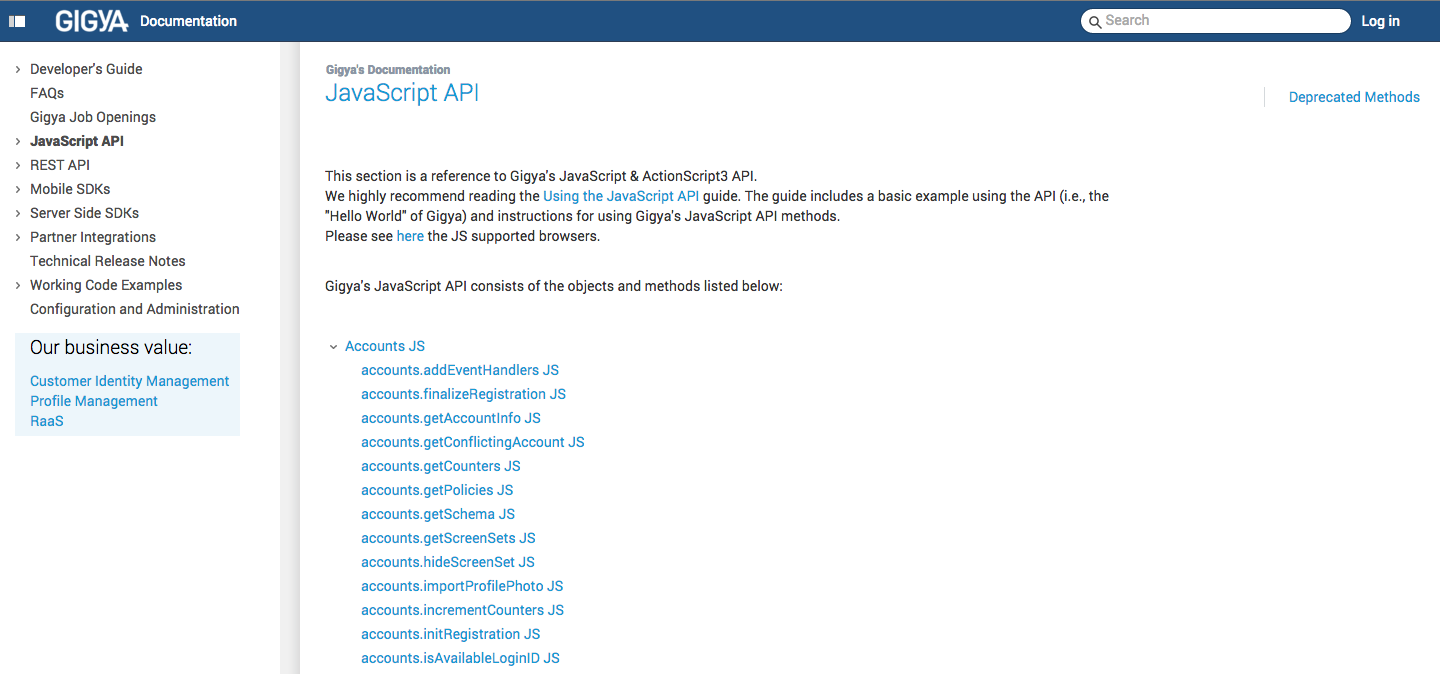 GIGYA Documentation
Search
Log in
Developer's Guide
FAQs
Gigya Job Openings
JavaScript API
REST API
Mobile SDKs
Server Side SDKs
Partner Integrations
Technical Release Notes
Working Code Examples
Configuration and Administration
Our business value:
Customer Identity Management
Profile Management
RaaS
Gigya's Documentation
JavaScript API
Deprecated Methods
This section is a reference to Gigya's JavaScript & ActionScript3 API.
We highly recommend reading the Using the JavaScript API guide. The guide includes a basic example using the API (i.e., the
"Hello World" of Gigya) and instructions for using Gigya's JavaScript API methods.
Please see here the JS supported browsers.
Gigya's JavaScript API consists of the objects and methods listed below:
Accounts JS
accounts.addEventHandlers JS
accounts.finalizeRegistration JS
accounts.getAccountInfo JS
accounts.getConflictingAccount JS
accounts.getCounters JS
accounts.getPolicies JS
accounts.getSchema JS
accounts.getScreenSets JS
accounts.hideScreenSet JS
accounts.importProfilePhoto JS
accounts.incrementCounters JS
accounts.initRegistration JS
accounts.isAvailableLoginID JS